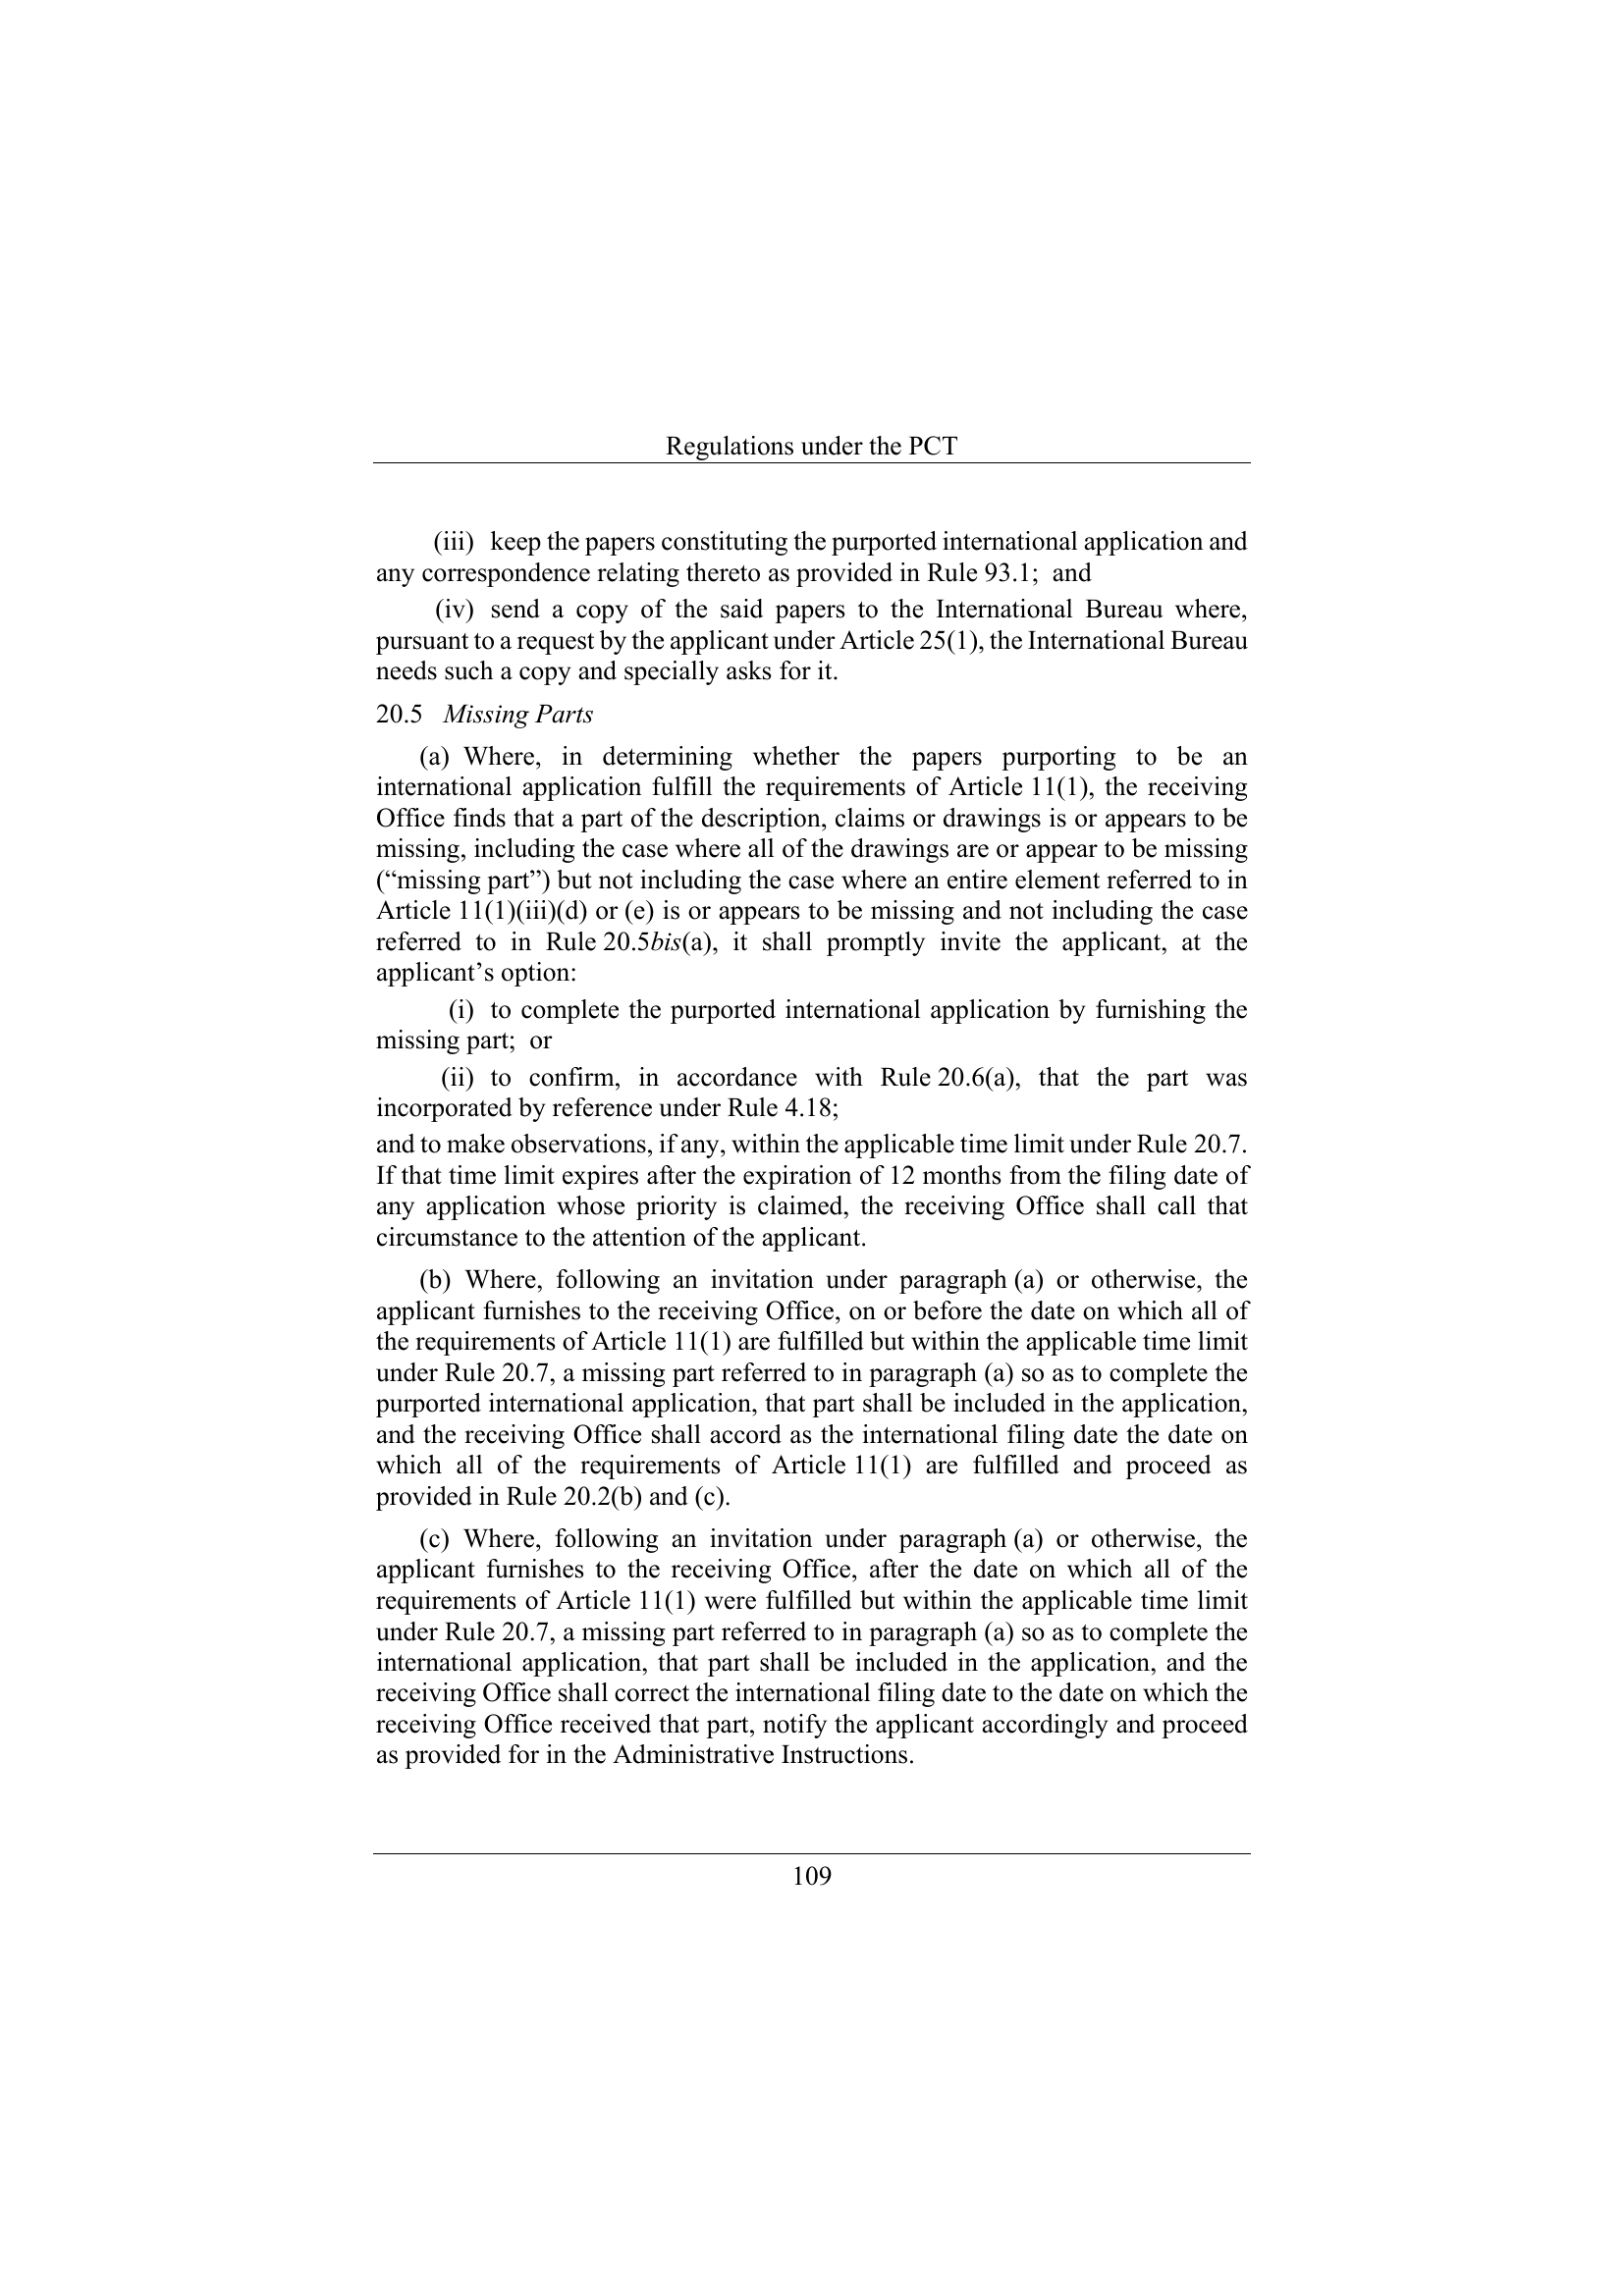 Regulations under the PCT
(iii) keep the papers constituting the purported international application and
any correspondence relating thereto as provided in Rule 93.1; and
(iv) send a copy of the said papers to the International Bureau where,
pursuant to a request by the applicant under Article 25(1), the International Bureau
needs such a copy and specially asks for it.
20.5 Missing Parts
(a) Where, in determining whether the papers purporting to be an
international application fulfill the requirements of Article 11(1), the receiving
Office finds that a part of the description, claims or drawings is or appears to be
missing, including the case where all of the drawings are or appear to be missing
(“missing part”) but not including the case where an entire element referred to in
Article 11(1)(iii)(d) or (e) is or appears to be missing and not including the case
referred to in Rule 20.5bis(a), it shall promptly invite the applicant, at the
applicant’s option:
(i) to complete the purported international application by furnishing the
missing part; or
(ii) to confirm, in accordance with Rule 20.6(a), that the part was
incorporated by reference under Rule 4.18;
and to make observations, if any, within the applicable time limit under Rule 20.7.
If that time limit expires after the expiration of 12 months from the filing date of
any application whose priority is claimed, the receiving Office shall call that
circumstance to the attention of the applicant.
(b) Where, following an invitation under paragraph (a) or otherwise, the
applicant furnishes to the receiving Office, on or before the date on which all of
the requirements of Article 11(1) are fulfilled but within the applicable time limit
under Rule 20.7, a missing part referred to in paragraph (a) so as to complete the
purported international application, that part shall be included in the application,
and the receiving Office shall accord as the international filing date the date on
which all of the requirements of Article 11(1) are fulfilled and proceed as
provided in Rule 20.2(b) and (c).
(c) Where, following an invitation under paragraph (a) or otherwise, the
applicant furnishes to the receiving Office, after the date on which all of the
requirements of Article 11(1) were fulfilled but within the applicable time limit
under Rule 20.7, a missing part referred to in paragraph (a) so as to complete the
international application, that part shall be included in the application, and the
receiving Office shall correct the international filing date to the date on which the
receiving Office received that part, notify the applicant accordingly and proceed
as provided for in the Administrative Instructions.
109